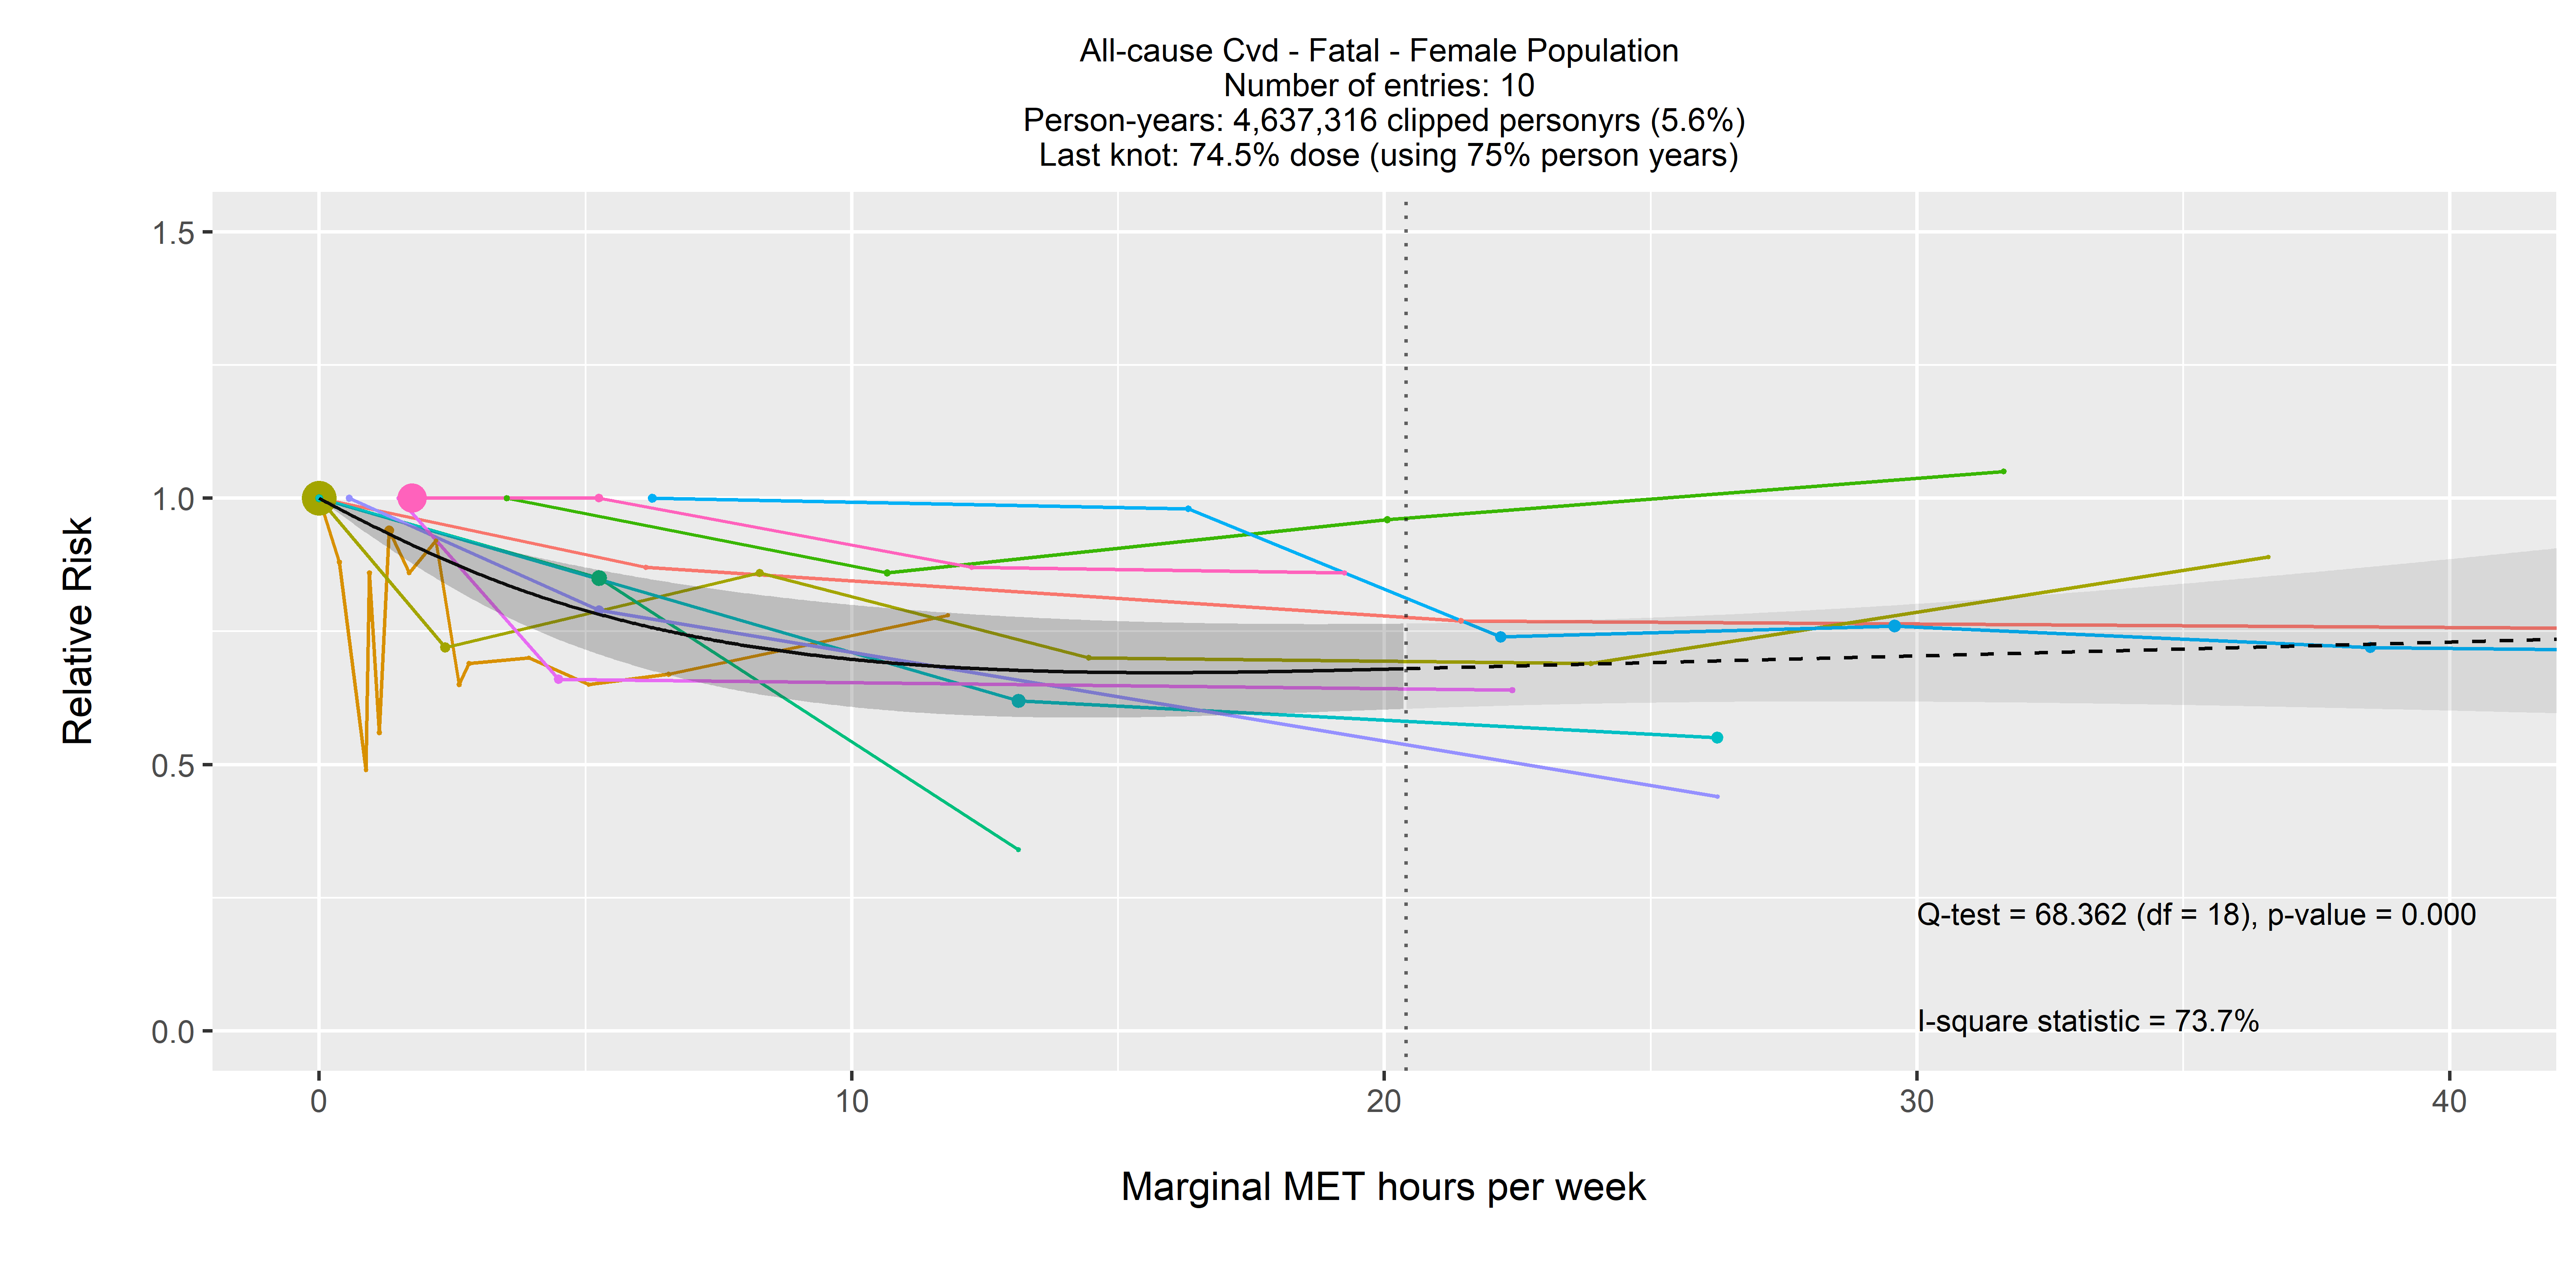 All-cause Cvd - Fatal - Female Population
Number of entries: 10
Person-years: 4,637,316 clipped personyrs (5.6%)
Last knot: 74.5% dose (using 75% person years)
1.5
1.0
0.5
0.0
Relative Risk
Q-test = 68.362 (df = 18), p-value = 0.000
I-square statistic = 73.7%
0
10
20
30
40
Marginal MET hours per week